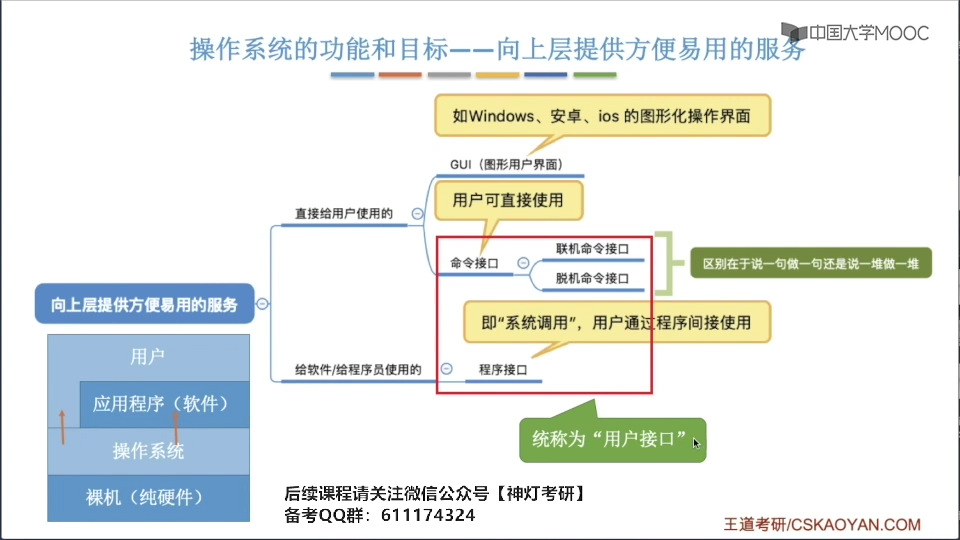 中国大学MOOC
操作系统的功能和目标——向上层提供方便易用的服务
如Windows、安卓、ios 的图形化操作界面
GUI（图形用户界面）
用户可直接使用
直接给用户使用的
命令接口
联机命令接口
脱机命令接口
区别在于说一句做一句还是说一堆做一堆
向上层提供方便易用的服务
即“系统调用”，用户通过程序间接使用
给软件/给程序员使用的
程序接口
统称为“用户接口”
用户
应用程序（软件）
操作系统
裸机（纯硬件）
后续课程请关注微信公众号【神灯考研】
备考QQ群：611174324
王道考研/CSKAOYAN.COM